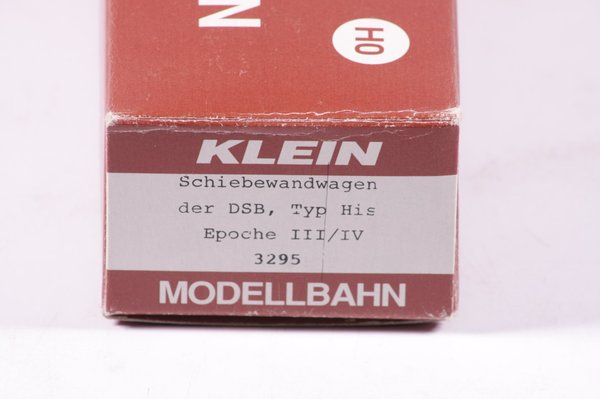 N
H0
KLEIN
Schiebewandwagen
der DSB, Typ His
Epoche III/IV
3295
MODELLBAHN